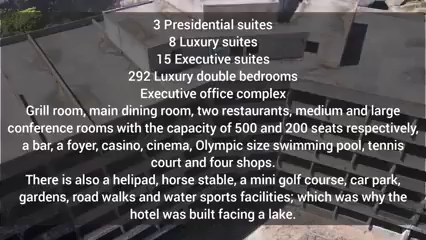 3 Presidential suites
8 Luxury suites
15 Executive suites
292 Luxury double bedrooms
Executive office complex
Grill room, main dining room, two restaurants, medium and large
conference rooms with the capacity of 500 and 200 seats respectively,
a bar, a foyer, casino, cinema, Olympic size swimming pool, tennis
court and four shops.
There is also a helipad, horse stable, a mini golf course, car park,
gardens, road walks and water sports facilities; which was why the
hotel was built facing a lake.